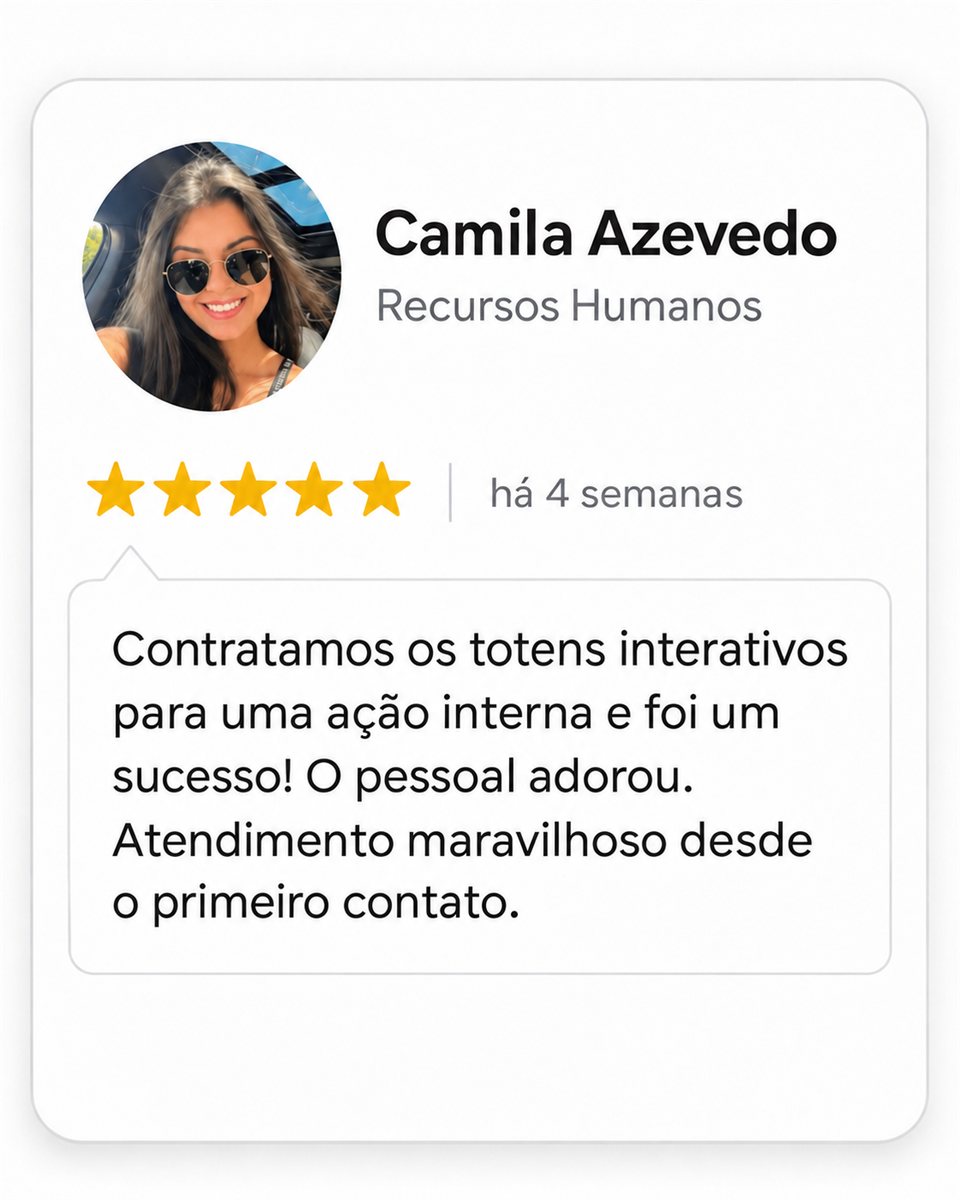 Camila Azevedo
Recursos Humanos
há 4 semanas
Contratamos os totens interativos
para uma ação interna e foi um
sucesso! O pessoal adorou.
Atendimento maravilhoso desde
o primeiro contato.